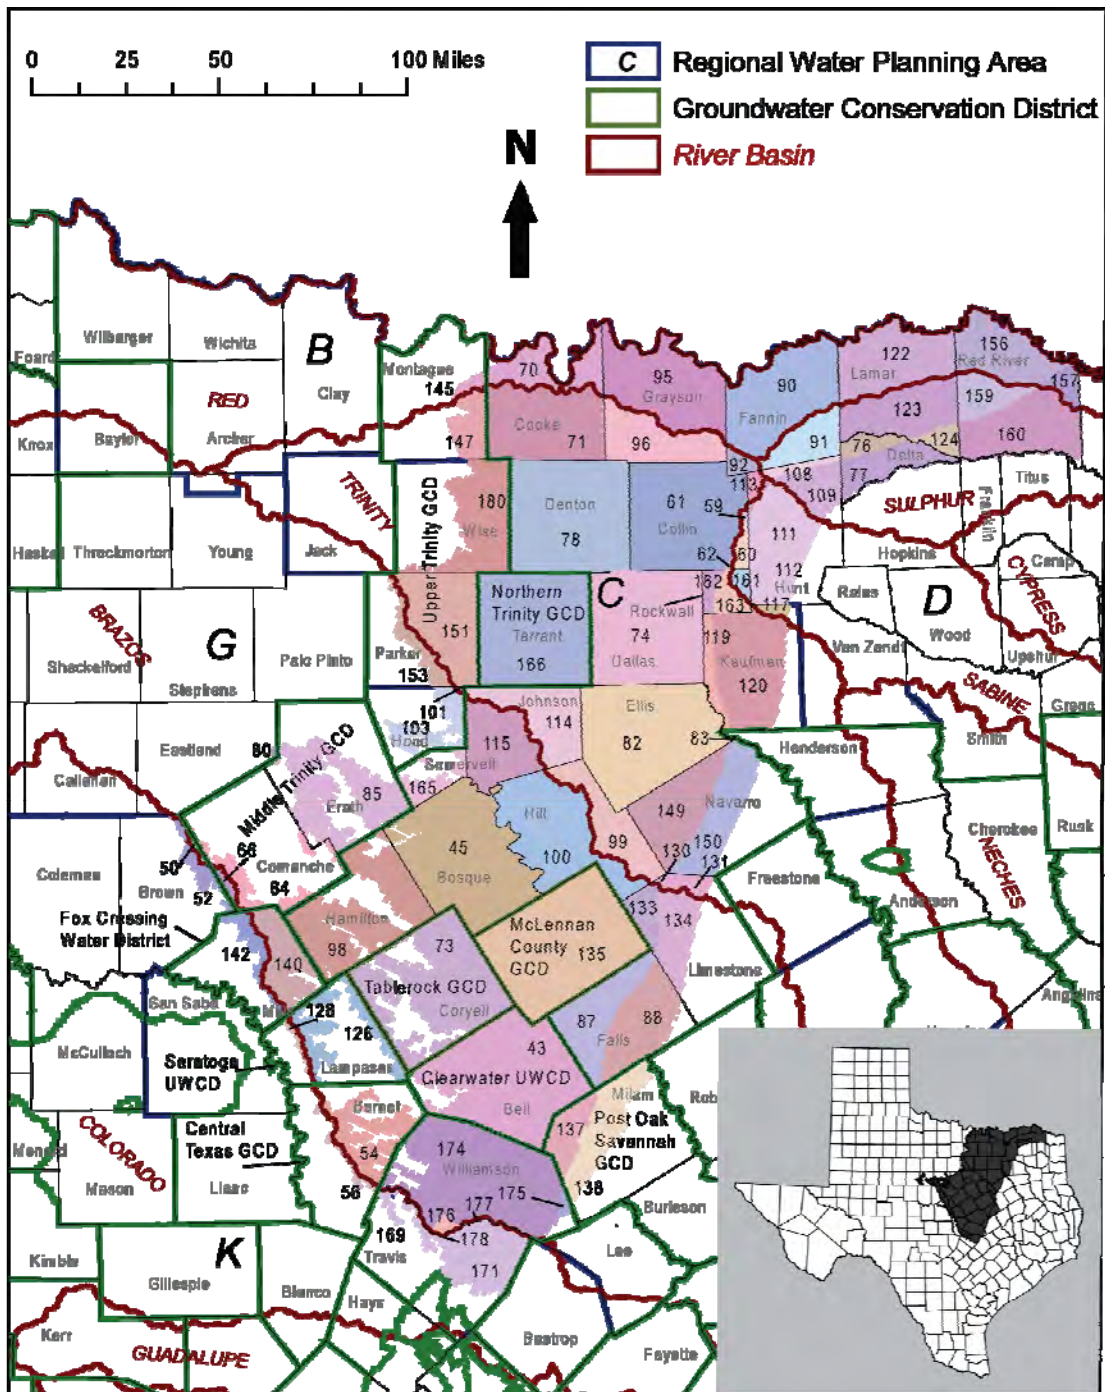 0 25 50 100 Miles
C Regional Water Planning Area
Groundwater Conservation District
River Basin
N
Wilbarger
Wichita
B
Clay
Foard
Montague
145
RED
Knox
Baylor
Archer
147
70
95
Grayson
Cooke
71
96
90
Fannin
91
92
122
Lamar
156
Red River
157
159
123
160
76
124
Delta
77
108
109
113
TRINITY
Upper Trinity GCD
180
Wise
Denton
78
61
59
Collin
62
60
111
112
Hunt
SULPHUR
Franklin
Titus
Hopkins
Camp
CYPRESS
Haskel
Throckmorton
Young
Jack
Northern
Trinity GCD
Tarrant
166
C
Rockwall
74
Dallas
162
161
163
117
119
Kaufman
120
Rains
D
Wood
Van Zandt
Upshur
SABINE
Gregg
Smith
BRAZOS
G
Shackelford
Stephens
Palo Pinto
151
Parker
153
101
103
Hood
Johnson
114
Ellis
82
83
Henderson
Eastland
Callahan
80
Middle Trinity GCD
115
Somervell
165
Erath
85
Hill
100
99
149
Navarro
150
130
131
Cherokee
Rusk
NECHES
Coleman
50
52
Brown
66
Comanche
64
45
Bosque
Freestone
Anderson
Fox Crossing
Water District
142
140
Hamilton
98
73
Tablerock GCD
Coryell
McLennan
County
GCD
135
133
134
Limestone
Angelina
San Saba
128
126
Lampasas
87
88
Falls
McCulloch
Saratoga
UWCD
43
Clearwater UWCD
Bell
Milam
Post Oak
Savannah
GCD
137
138
Burnet
54
56
Central
Texas GCD
COLORADO
Mason
Llano
174
Williamson
175
177
176
178
Burleson
169
Travis
171
Lee
Kimble
K
Gillespie
Blanco
Hays
Bastrop
Fayette
Kerr
GUADALUPE